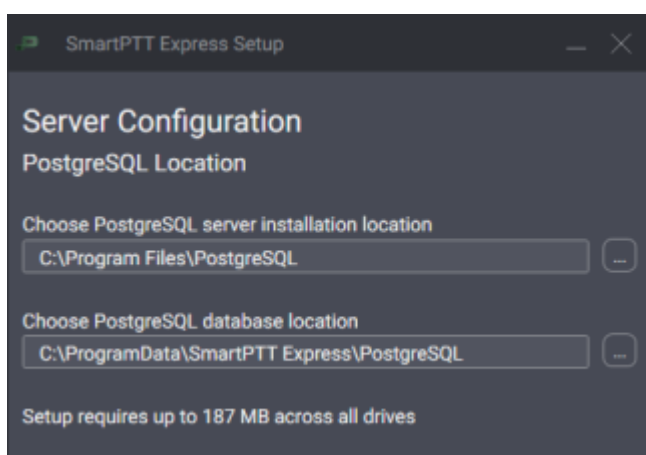 SmartPTT Express Setup
Server Configuration
PostgreSQL Location
Choose PostgreSQL server installation location
C:\Program Files\PostgreSQL
...
Choose PostgreSQL database location
C:\ProgramData\SmartPTT Express\PostgreSQL
...
Setup requires up to 187 MB across all drives